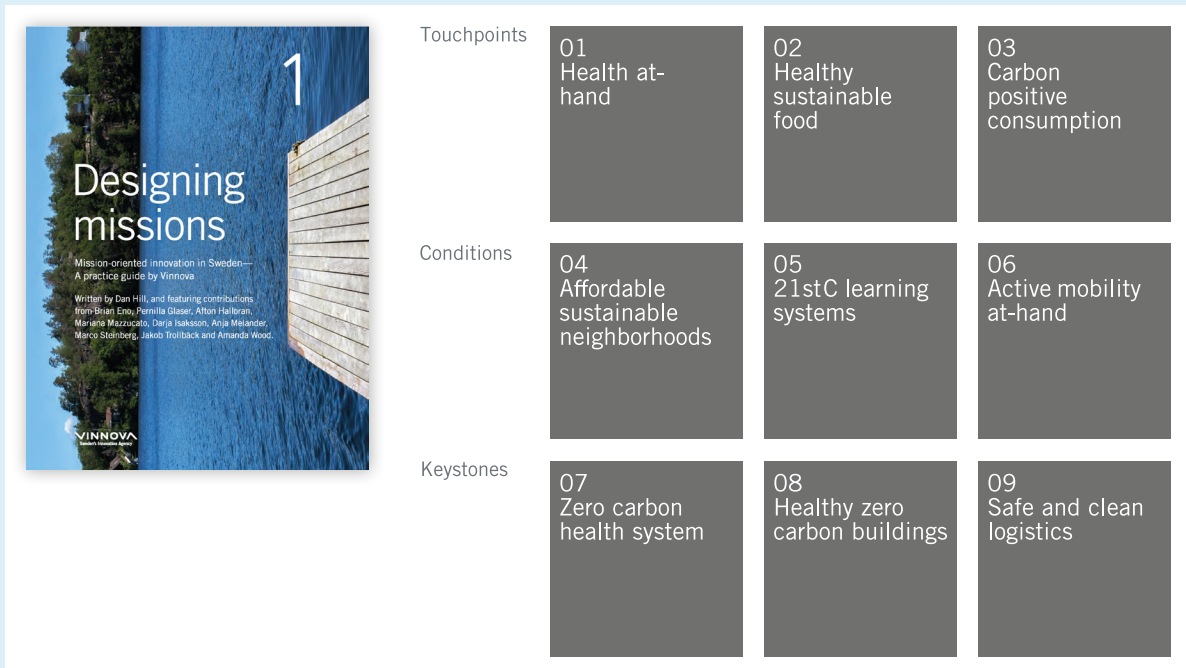 1
Designing
missions
Mission-oriented innovation in Sweden—
A practice guide by Vinnova
Written by Dan Hill, and featuring contributions
from Brian Eno, Pernilla Glaser, Afton Halloran,
Mariana Mazzucato, Darja Isaksson, Anja Melander,
Marco Steinberg, Jakob Trollbäck and Amanda Wood.
VINNOVA
Sweden's Innovation Agency
Touchpoints
01
Health at-
hand
02
Healthy
sustainable
food
03
Carbon
positive
consumption
Conditions
04
Affordable
sustainable
neighborhoods
05
21stC learning
systems
06
Active mobility
at-hand
Keystones
07
Zero carbon
health system
08
Healthy zero
carbon buildings
09
Safe and clean
logistics